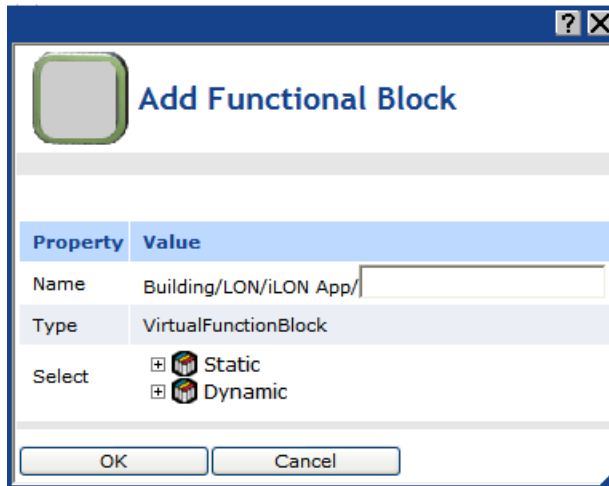 ?
Add Functional Block
Property Value
Name Building/LON/iLON App/
Type VirtualFunctionBlock
Select Static
Dynamic
OK Cancel